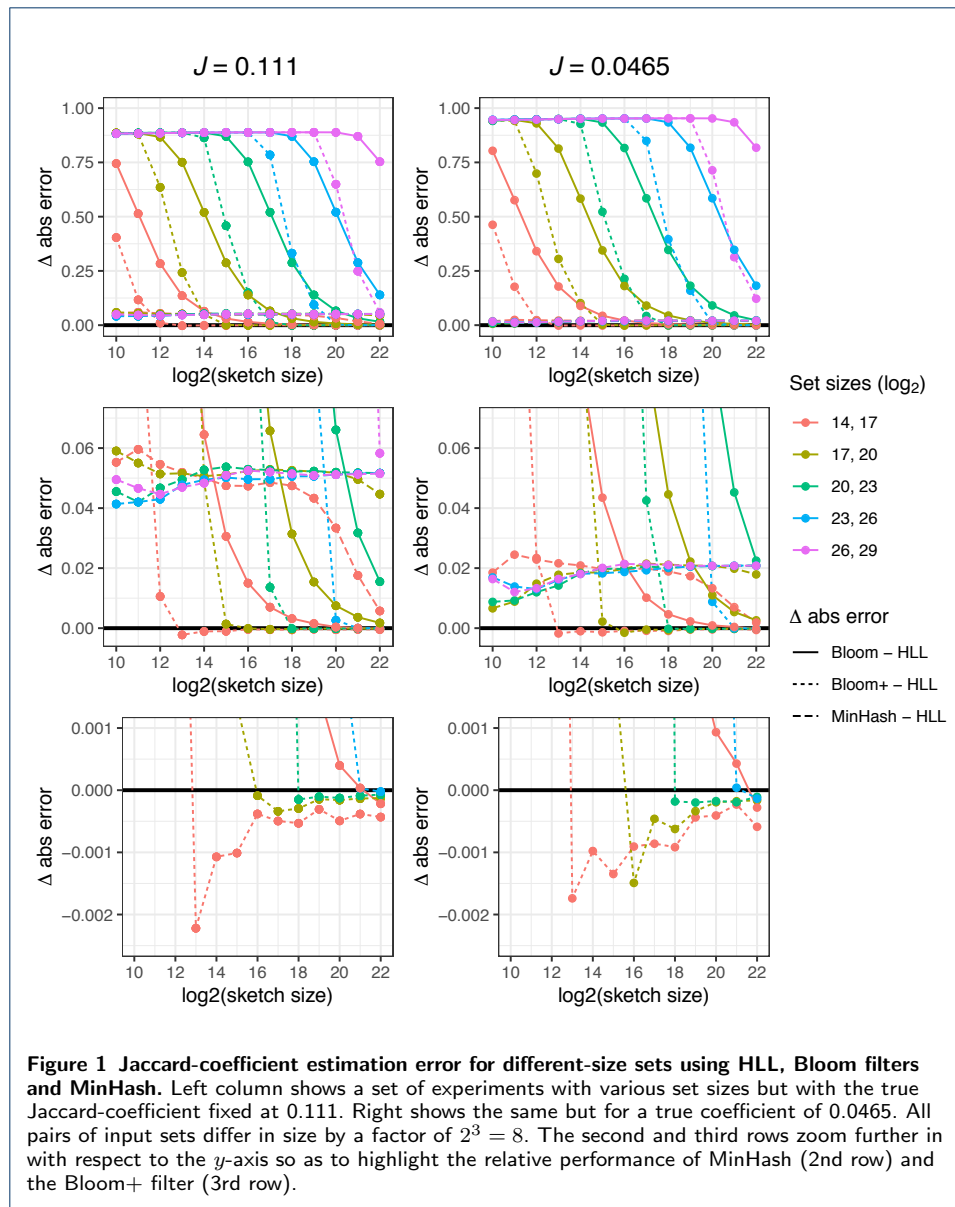 J = 0.111
J = 0.0465
Δ abs error
1.00
0.75
0.50
0.25
0.00
10 12 14 16 18 20 22
log2(sketch size)
Δ abs error
1.00
0.75
0.50
0.25
0.00
10 12 14 16 18 20 22
log2(sketch size)
Δ abs error
0.06
0.04
0.02
0.00
10 12 14 16 18 20 22
log2(sketch size)
Δ abs error
0.06
0.04
0.02
0.00
10 12 14 16 18 20 22
log2(sketch size)
Δ abs error
0.001
0.000
−0.001
−0.002
10 12 14 16 18 20 22
log2(sketch size)
Δ abs error
0.001
0.000
−0.001
−0.002
10 12 14 16 18 20 22
log2(sketch size)
Set sizes (log₂)
14, 17
17, 20
20, 23
23, 26
26, 29
Δ abs error
Bloom − HLL
Bloom+ − HLL
MinHash − HLL
Figure 1 Jaccard-coefficient estimation error for different-size sets using HLL, Bloom filters
and MinHash. Left column shows a set of experiments with various set sizes but with the true
Jaccard-coefficient fixed at 0.111. Right shows the same but for a true coefficient of 0.0465. All
pairs of input sets differ in size by a factor of 2³ = 8. The second and third rows zoom further in
with respect to the y-axis so as to highlight the relative performance of MinHash (2nd row) and
the Bloom+ filter (3rd row).